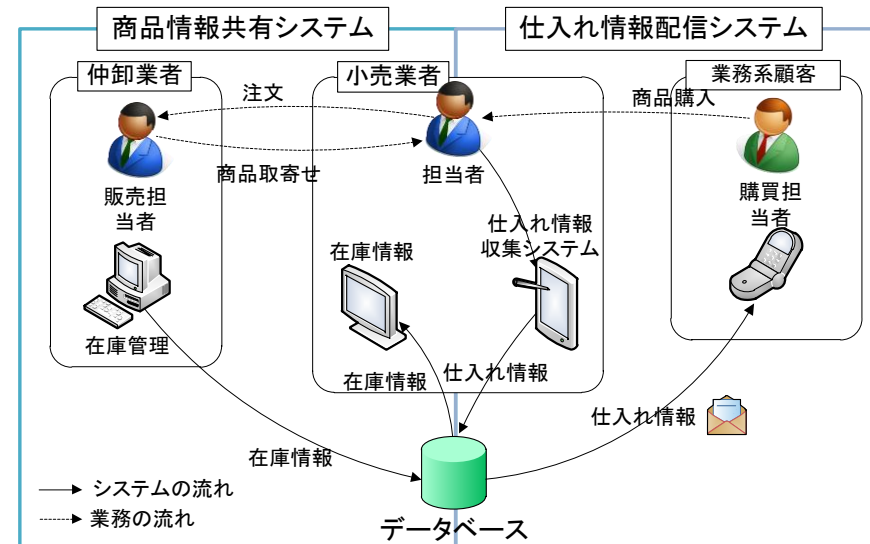 商品情報共有システム
仕入れ情報配信システム
仲卸業者
小売業者
業務系顧客
注文
商品購入
商品取寄せ
担当者
販売担
当者
購買担
当者
仕入れ情報
収集システム
在庫情報
在庫管理
在庫情報
仕入れ情報
仕入れ情報
在庫情報
システムの流れ
業務の流れ
データベース